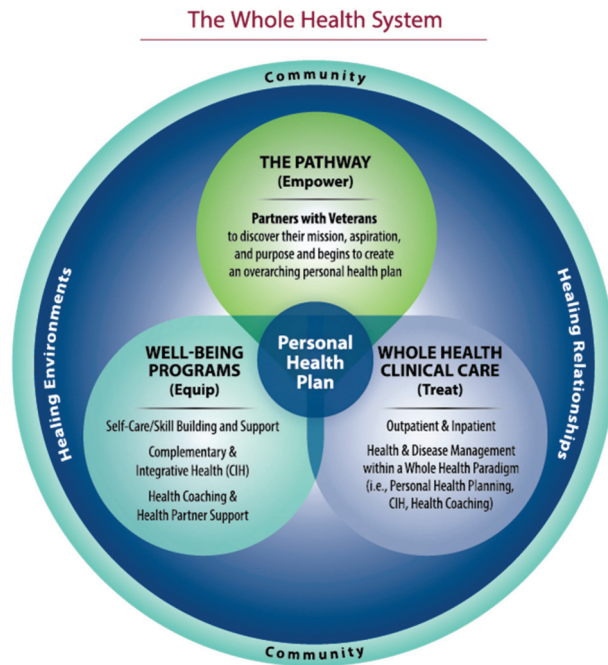 The Whole Health System
Community
THE PATHWAY
(Empower)
Partners with Veterans
to discover their mission, aspiration,
and purpose and begins to create
an overarching personal health plan
Healing Environments
Healing Relationships
Personal
Health
Plan
WELL-BEING
PROGRAMS
(Equip)
Self-Care/Skill Building and Support
Complementary &
Integrative Health (CIH)
Health Coaching &
Health Partner Support
WHOLE HEALTH
CLINICAL CARE
(Treat)
Outpatient & Inpatient
Health & Disease Management
within a Whole Health Paradigm
(i.e., Personal Health Planning,
CIH, Health Coaching)
Community